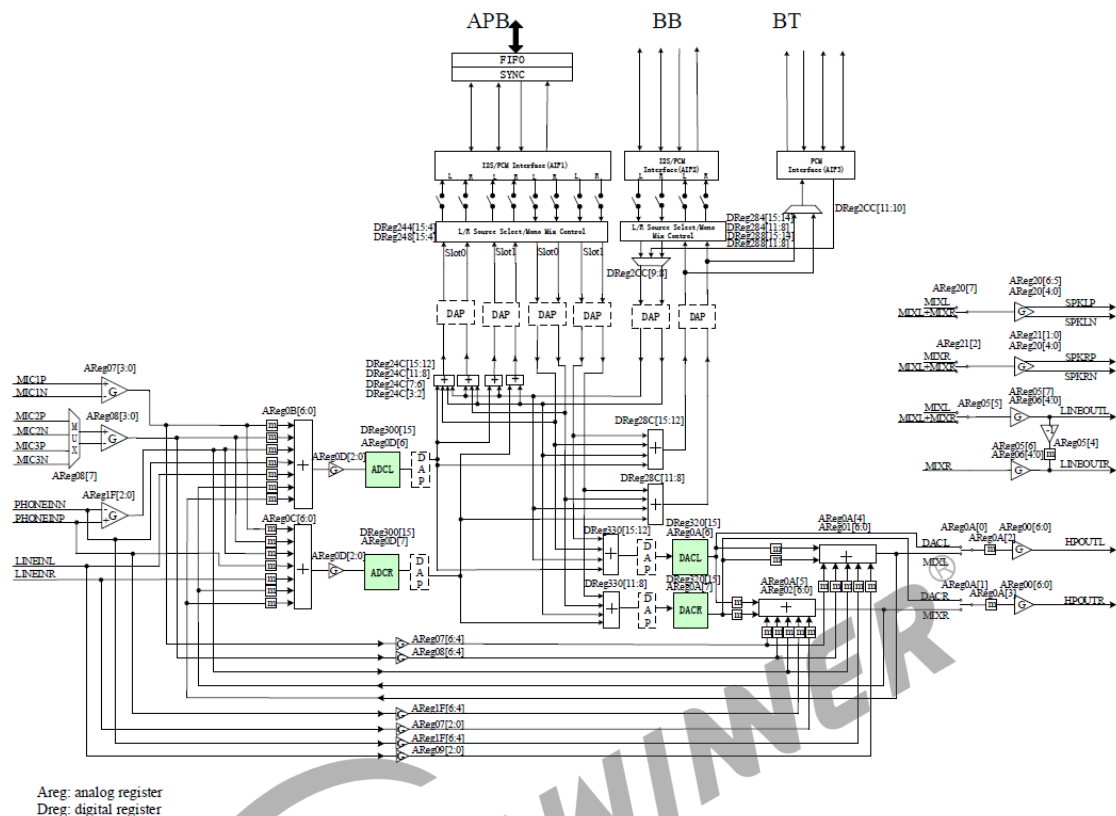 APB BB BT
FIFO
SYNC
I2S/PCM Interface(AIF1)
L R L R L R L R
I2S/PCM
Interface(AIF2)
L R L R
PCM
Interface(AIF3)
DReg2CC[11:10]
DReg244[15:4]
DReg248[15:4]
L/R Source Select/Mono Mix Control
DReg284[15:14]
DReg284[11:8]
DReg288[15:14]
DReg288[11:8]
L/R Source Select/Mono
Mix Control
Slot0 Slot1 Slot0 Slot1
DReg2CC[9:8]
DAP DAP DAP DAP DAP DAP
AReg20[7]
AReg20[6:5]
AReg20[4:0]
MIXL
MIXL+MIXR
G
SPKLP
SPKLN
AReg21[2]
AReg21[1:0]
AReg20[4:0]
MIXR
MIXL+MIXR
G
SPKRP
SPKRN
AReg05[5]
AReg05[7]
AReg06[4:0]
MIXL
MIXL+MIXR
G
LINEOUTL
-1
AReg05[4]
m
AReg05[6]
AReg06[4:0]
MIXR
G
LINEOUTR
DReg24C[15:12]
DReg24C[11:8]
DReg24C[7:6]
DReg24C[3:2]
+ + + +
AReg07[3:0]
MIC1P
MIC1N
+
-
G
MIC2P
MIC2N
MIC3P
MIC3N
MUX
AReg08[3:0]
+
-
G
AReg08[7]
AReg1F[2:0]
PHONEINN
PHONEINP
-
+
G
LINEINL
LINEINR
AReg0B[6:0]
m
m
m
m
m
m
m
+
AReg0D[2:0]
G
DReg300[15]
AReg0D[6]
ADCL
DAP
AReg0C[6:0]
m
m
m
m
m
m
m
+
AReg0D[2:0]
G
DReg300[15]
AReg0D[7]
ADCR
DAP
DReg28C[15:12]
+
DReg28C[11:8]
+
DReg330[15:12]
+
DAP
DReg320[15]
AReg0A[6]
DACL
DReg330[11:8]
+
DAP
DReg320[15]
AReg0A[7]
DACR
AReg0A[4]
AReg01[6:0]
m
m
+
m m m m m
AReg0A[5]
AReg02[6:0]
m
m
+
m m m m m
DACL
MIXL
AReg0A[0]
AReg0A[2]
m
AReg00[6:0]
G
HPOUTL
DACR
MIXR
AReg0A[1]
AReg0A[3]
m
AReg00[6:0]
G
HPOUTR
G AReg07[6:4]
G AReg08[6:4]
G AReg1F[6:4]
G AReg07[2:0]
G AReg1F[6:4]
G AReg09[2:0]
WINNER®
Areg: analog register
Dreg: digital register